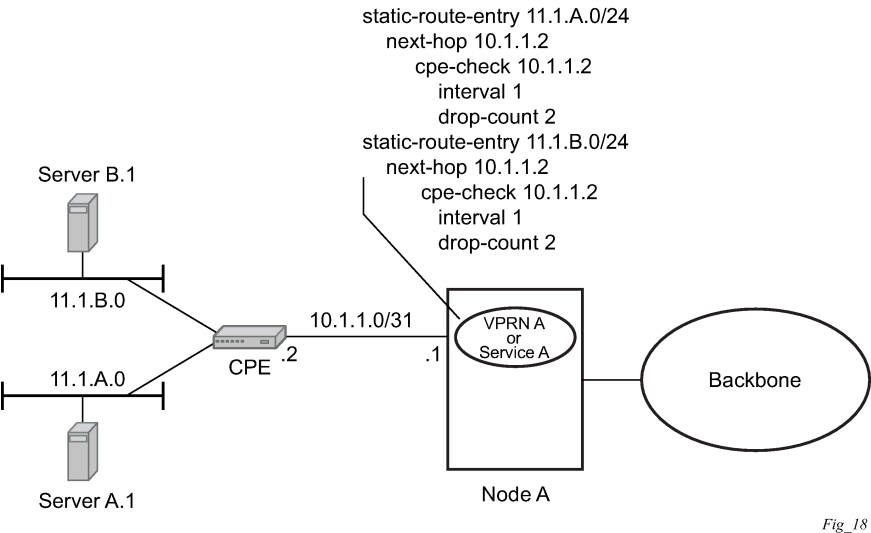 static-route-entry 11.1.A.0/24
next-hop 10.1.1.2
cpe-check 10.1.1.2
interval 1
drop-count 2
static-route-entry 11.1.B.0/24
next-hop 10.1.1.2
cpe-check 10.1.1.2
interval 1
drop-count 2
Server B.1
11.1.B.0
10.1.1.0/31
VPRN A
or
Service A
.2
.1
CPE
11.1.A.0
Backbone
Server A.1
Node A
Fig_18